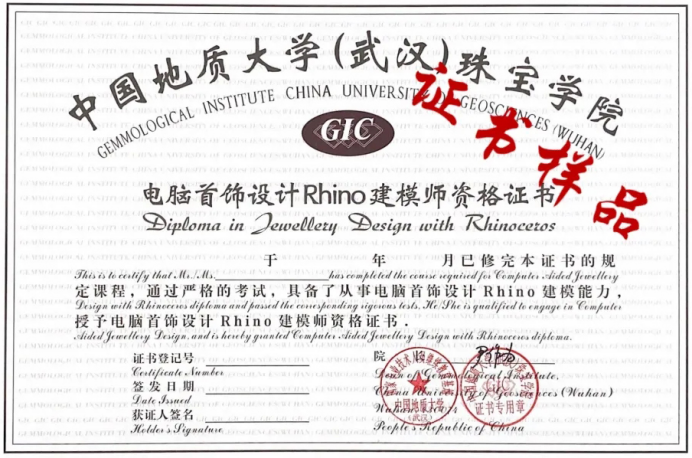 中国地质大学(武汉)珠宝学院
GEMMOLOGICAL INSTITUTE CHINA UNIVERSITY GEOSCIENCES (WUHAN)
GIC
证书样品
电脑首饰设计Rhino建模师资格证书
Diploma in Jewellery Design with Rhinoceros
于 年 月已修完本证书的规
This is to certify that Mr./Ms. has completed the course required for Computer Aided Jewellery
定课程，通过严格的考试，具备了从事电脑首饰设计Rhino建模能力，
Design with Rhinoceros diploma and passed the corresponding rigorous tests. He/She is qualified to engage in Computer
授予电脑首饰设计Rhino建模师资格证书．
Aided Jewellery Design, and is hereby granted Computer Aided Jewellery Design with Rhinoceros diploma.
证书登记号
Certificate Number
签发日期
Date Issued
获证人签名
Holder's Signature
院
Dean of Gemmological Institute,
China University of Geosciences (Wuhan)
Wuhan
People's Republic of China
中国地质大学
(武汉)
GIC
证书专用章